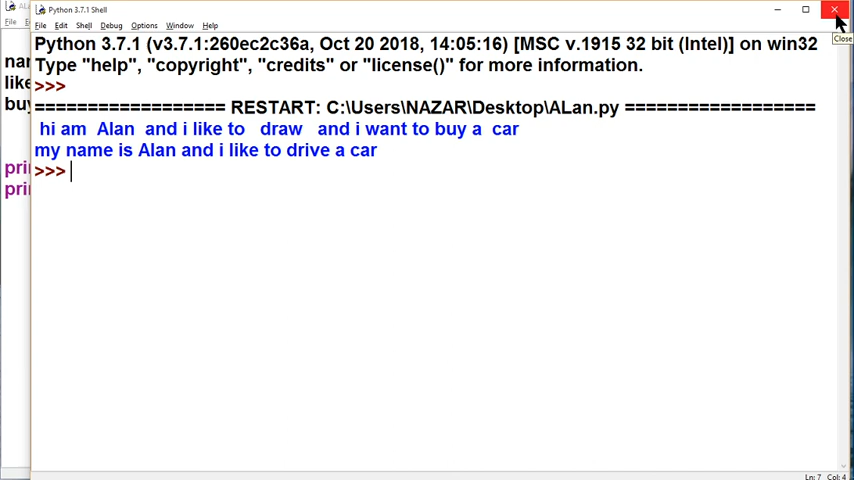 Python 3.7.1 Shell
File Edit Shell Debug Options Window Help
Python 3.7.1 (v3.7.1:260ec2c36a, Oct 20 2018, 14:05:16) [MSC v.1915 32 bit (Intel)] on win32
Type "help", "copyright", "credits" or "license()" for more information.
>>>
================== RESTART: C:\Users\NAZAR\Desktop\ALan.py ==================
 hi am  Alan  and i like to   draw   and i want to buy a  car
my name is Alan and i like to drive a car
>>>
Close
File
like
buy
Ln: 7 Col: 4